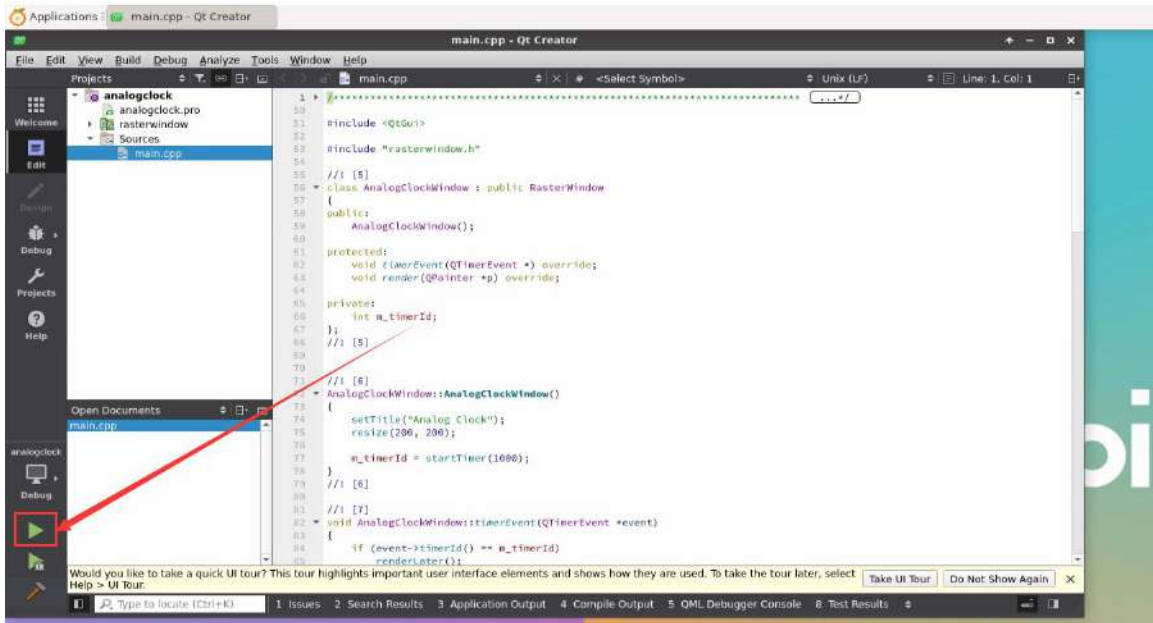 Applications main.cpp - Qt Creator
main.cpp - Qt Creator
File Edit View Build Debug Analyze Tools Window Help
Projects main.cpp <Select Symbol> Unix (LF) Line: 1, Col: 1
Welcome
Edit
Design
Debug
Projects
Help
analogclock
analogclock.pro
rasterwindow
Sources
main.cpp
Open Documents
main.cpp
analogclock
Debug
1 /**************************************************************************** ...*/
50
51 #include <QtGui>
52
53 #include "rasterwindow.h"
54
55 //! [5]
56 class AnalogClockWindow : public RasterWindow
57 {
58 public:
59 AnalogClockWindow();
60
61 protected:
62 void timerEvent(QTimerEvent *) override;
63 void render(QPainter *p) override;
64
65 private:
66 int m_timerId;
67 };
68 //! [5]
69
70
71 //! [6]
72 AnalogClockWindow::AnalogClockWindow()
73 {
74 setTitle("Analog Clock");
75 resize(200, 200);
76
77 m_timerId = startTimer(1000);
78 }
79 //! [6]
80
81 //! [7]
82 void AnalogClockWindow::timerEvent(QTimerEvent *event)
83 {
84 if (event->timerId() == m_timerId)
85 renderLater();
Would you like to take a quick UI tour? This tour highlights important user interface elements and shows how they are used. To take the tour later, select
Help > UI Tour.
Take UI Tour Do Not Show Again
Type to locate (Ctrl+K) 1 Issues 2 Search Results 3 Application Output 4 Compile Output 5 QML Debugger Console 8 Test Results
pi